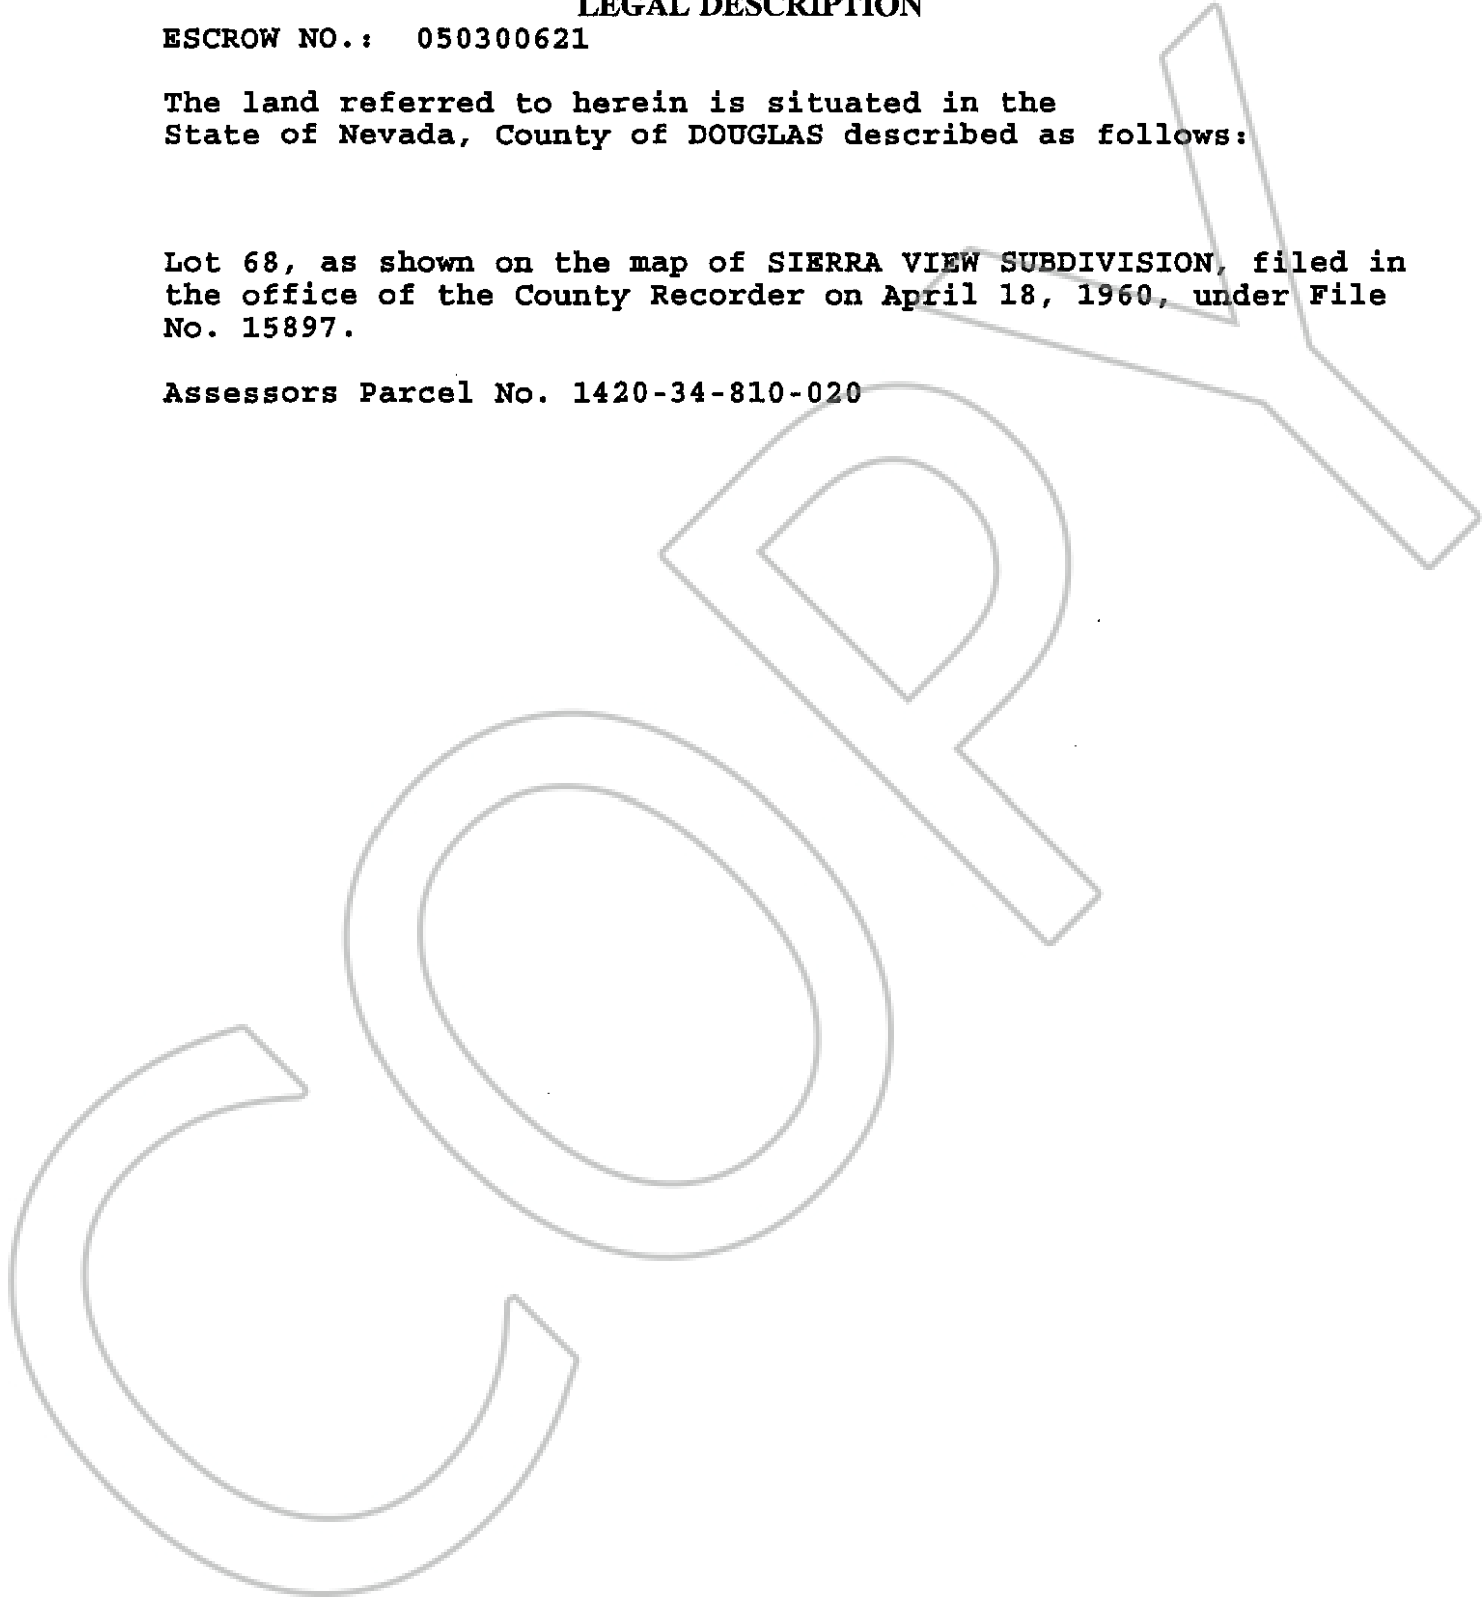 LEGAL DESCRIPTION
ESCROW NO.: 050300621
The land referred to herein is situated in the
State of Nevada, County of DOUGLAS described as follows:
Lot 68, as shown on the map of SIERRA VIEW SUBDIVISION, filed in
the office of the County Recorder on April 18, 1960, under File
No. 15897.
Assessors Parcel No. 1420-34-810-020
COPY